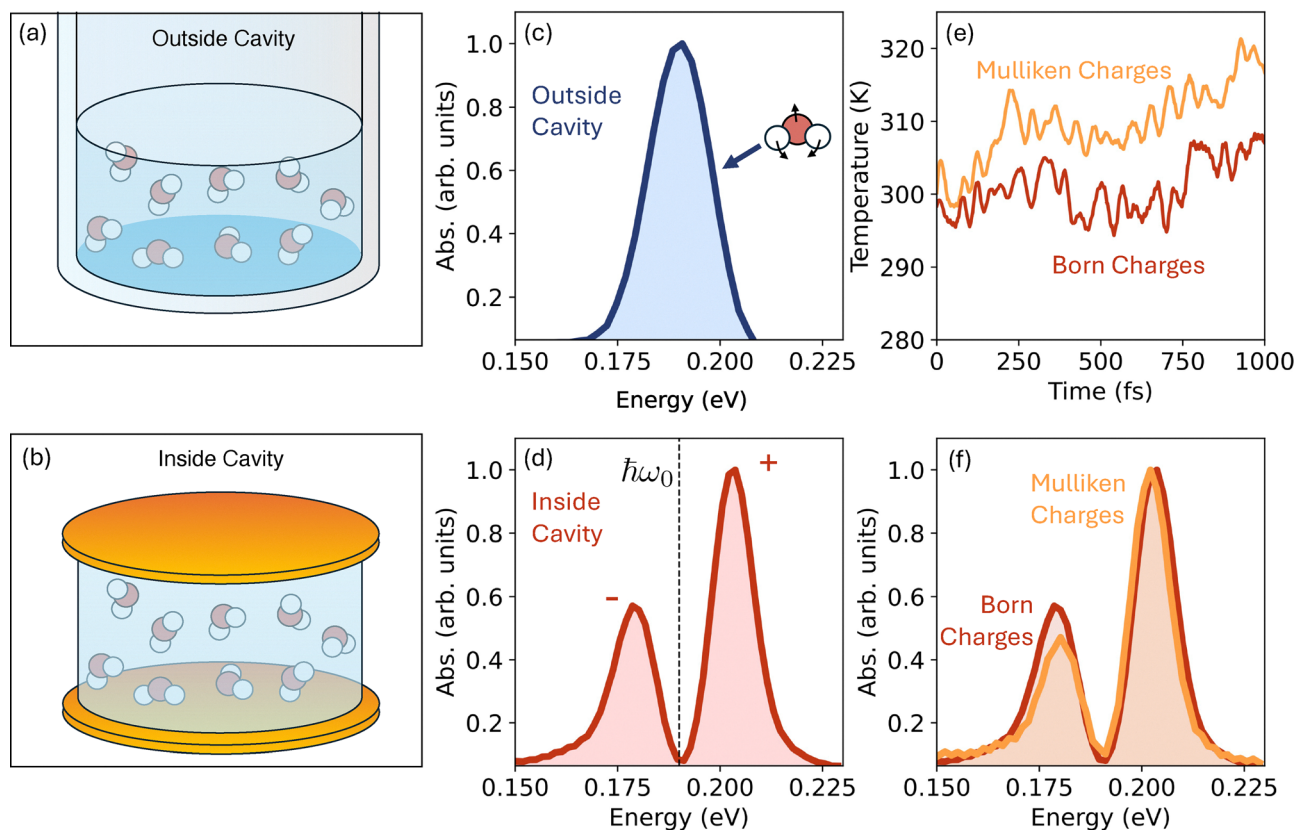 (a)
Outside Cavity
(b)
Inside Cavity
(c)
Outside
Cavity
Abs. (arb. units)
1.0
0.8
0.6
0.4
0.2
0.150
0.175
0.200
0.225
Energy (eV)
(d)
ℏω₀
+
Inside
Cavity
−
Abs. (arb. units)
1.0
0.8
0.6
0.4
0.2
0.150
0.175
0.200
0.225
Energy (eV)
(e)
Mulliken Charges
Born Charges
Temperature (K)
320
310
300
290
280
0
250
500
750
1000
Time (fs)
(f)
Mulliken
Charges
Born
Charges
Abs. (arb. units)
1.0
0.8
0.6
0.4
0.2
0.150
0.175
0.200
0.225
Energy (eV)